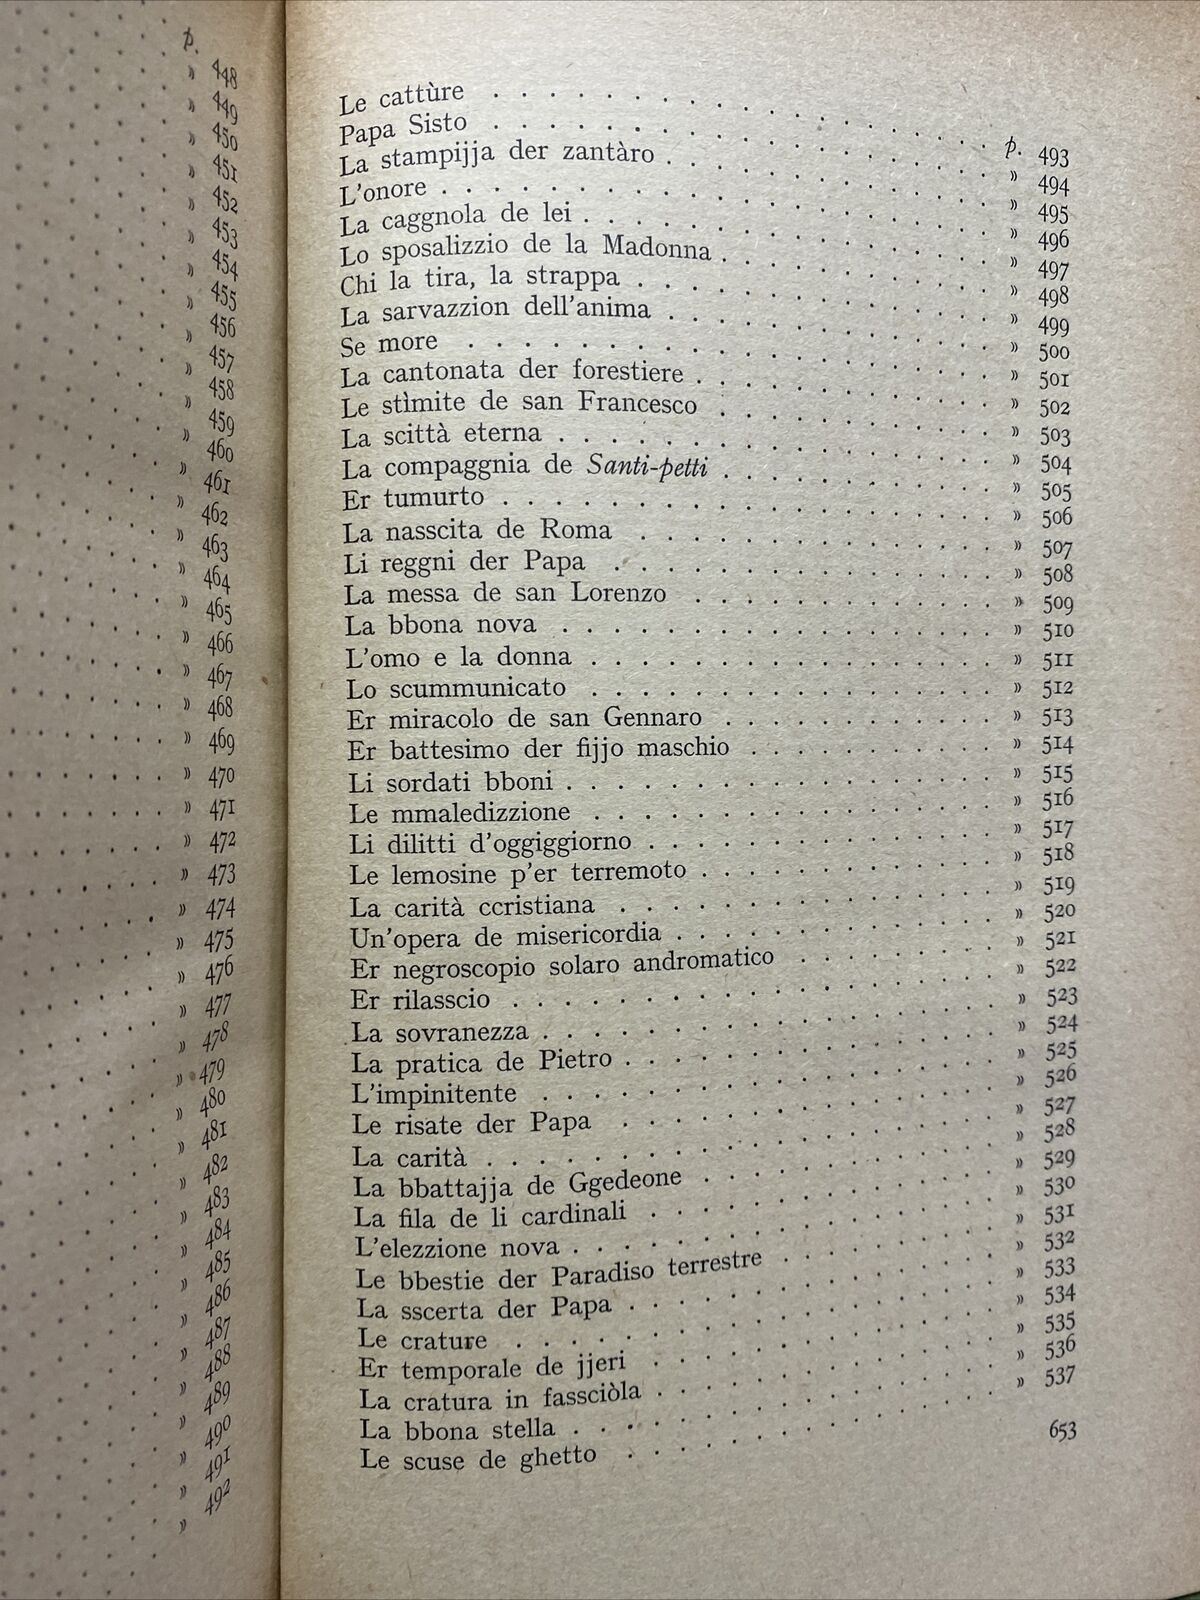 p. 448
» 449
» 450
» 451
» 452
» 453
» 454
» 455
» 456
» 457
» 458
» 459
» 460
» 461
» 462
» 463
» 464
» 465
» 466
» 467
» 468
» 469
» 470
» 471
» 472
» 473
» 474
» 475
» 476
» 477
» 478
» 479
» 480
» 481
» 482
» 483
» 484
» 485
» 486
» 487
» 488
» 489
» 490
» 491
» 492
Le cattùre . . . p. 493
Papa Sisto . . . » 494
La stampijja der zantàro . . . » 495
L'onore . . . » 496
La caggnola de lei . . . » 497
Lo sposalizzio de la Madonna . . . » 498
Chi la tira, la strappa . . . » 499
La sarvazzion dell'anima . . . » 500
Se more . . . » 501
La cantonata der forestiere . . . » 502
Le stìmite de san Francesco . . . » 503
La scittà eterna . . . » 504
La compaggnia de Santi-petti . . . » 505
Er tumurto . . . » 506
La nasscita de Roma . . . » 507
Li reggni der Papa . . . » 508
La messa de san Lorenzo . . . » 509
La bbona nova . . . » 510
L'omo e la donna . . . » 511
Lo scummunicato . . . » 512
Er miracolo de san Gennaro . . . » 513
Er battesimo der fijjo maschio . . . » 514
Li sordati bboni . . . » 515
Le mmaledizzione . . . » 516
Li dilitti d'oggiggiorno . . . » 517
Le lemosine p'er terremoto . . . » 518
La carità ccristiana . . . » 519
Un'opera de misericordia . . . » 520
Er negroscopio solaro andromatico . . . » 521
Er rilasscio . . . » 522
La sovranezza . . . » 523
La pratica de Pietro . . . » 524
L'impinitente . . . » 525
Le risate der Papa . . . » 526
La carità . . . » 527
La bbattajja de Ggedeone . . . » 528
La fila de li cardinali . . . » 529
L'elezzione nova . . . » 530
Le bbestie der Paradiso terrestre . . . » 531
La sscerta der Papa . . . » 532
Le crature . . . » 533
Er temporale de jjeri . . . » 534
La cratura in fassciòla . . . » 535
La bbona stella . . . » 536
Le scuse de ghetto . . . » 537
653